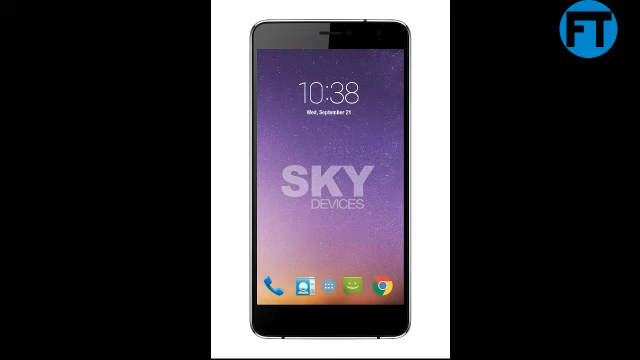 FT
10:38
Wed, September 21
SKY
DEVICES